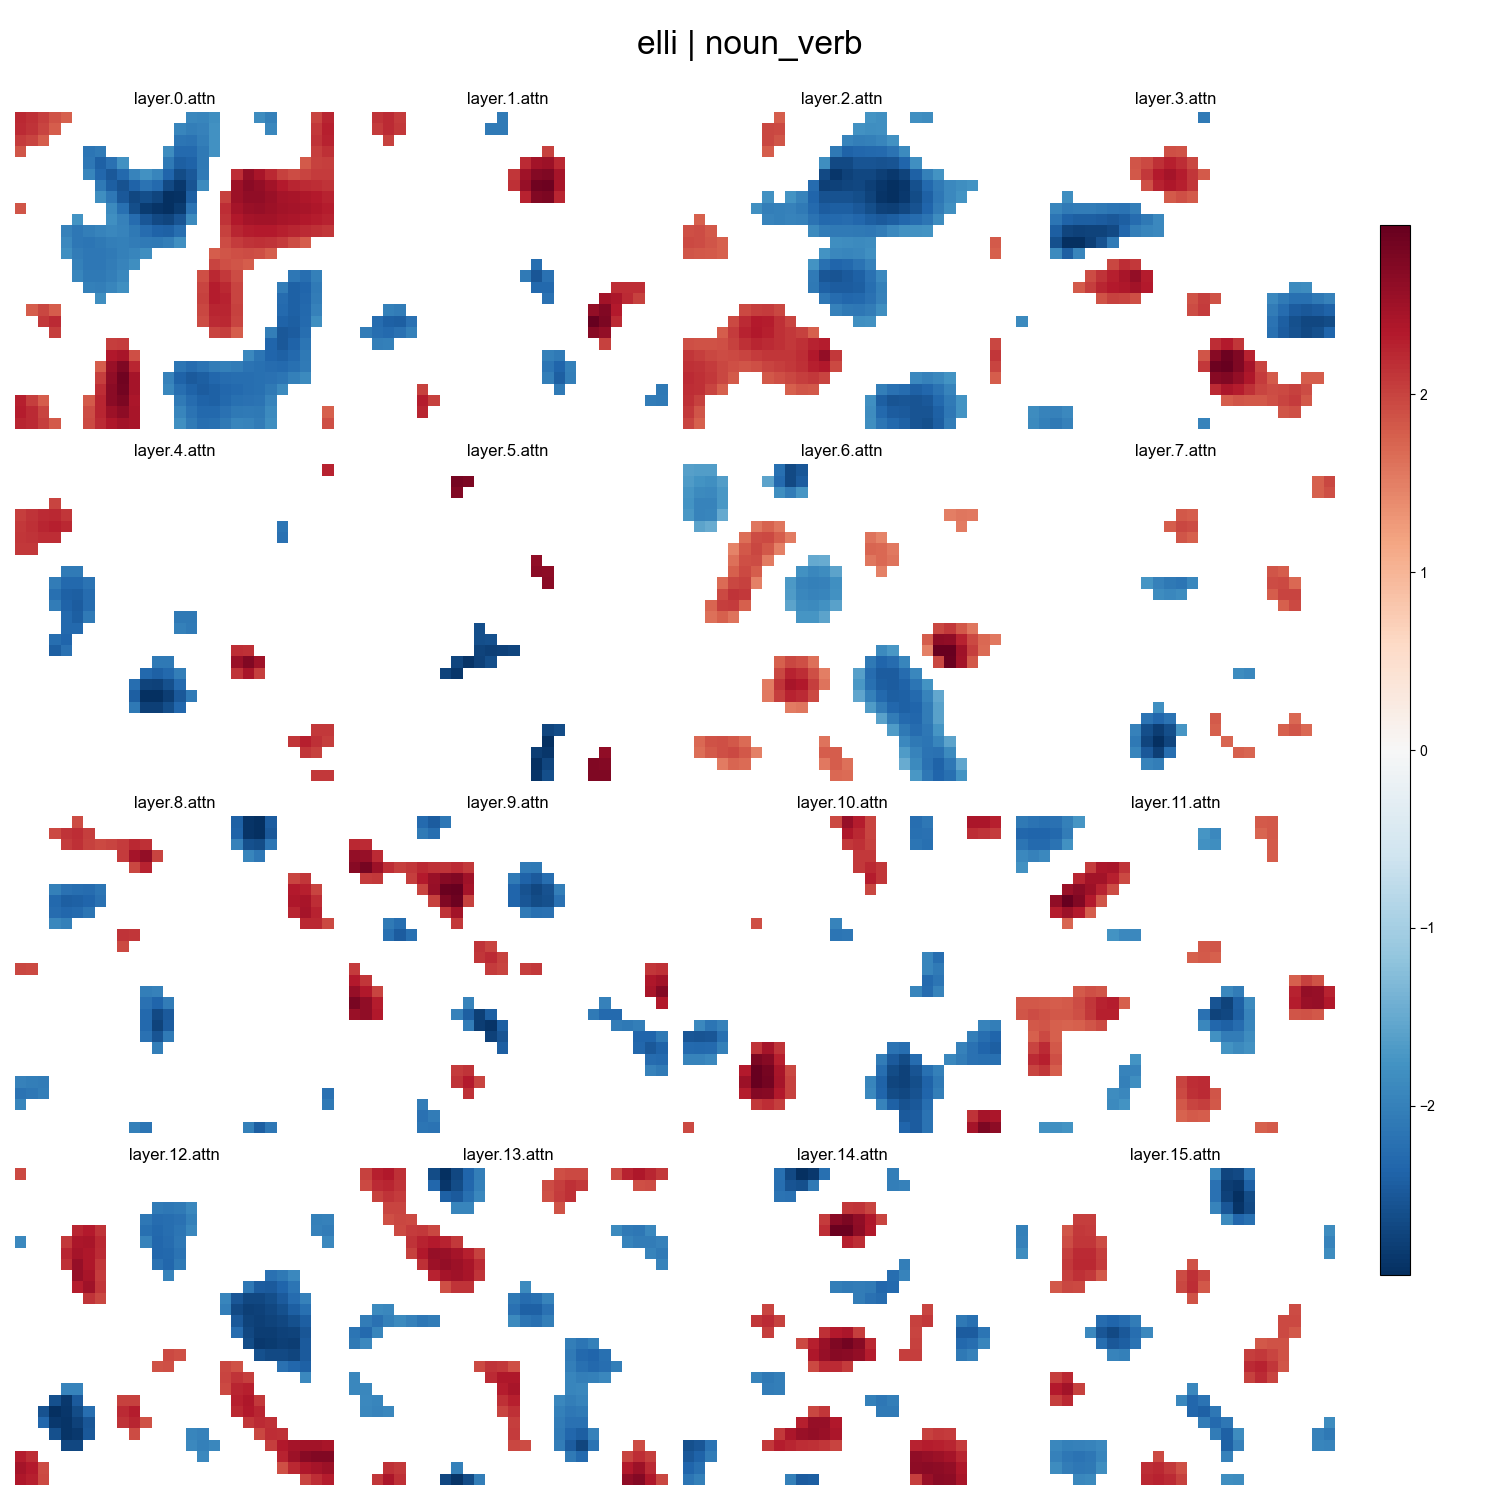 elli | noun_verb
layer.0.attn layer.1.attn layer.2.attn layer.3.attn
layer.4.attn layer.5.attn layer.6.attn layer.7.attn
layer.8.attn layer.9.attn layer.10.attn layer.11.attn
layer.12.attn layer.13.attn layer.14.attn layer.15.attn
2
1
0
−1
−2